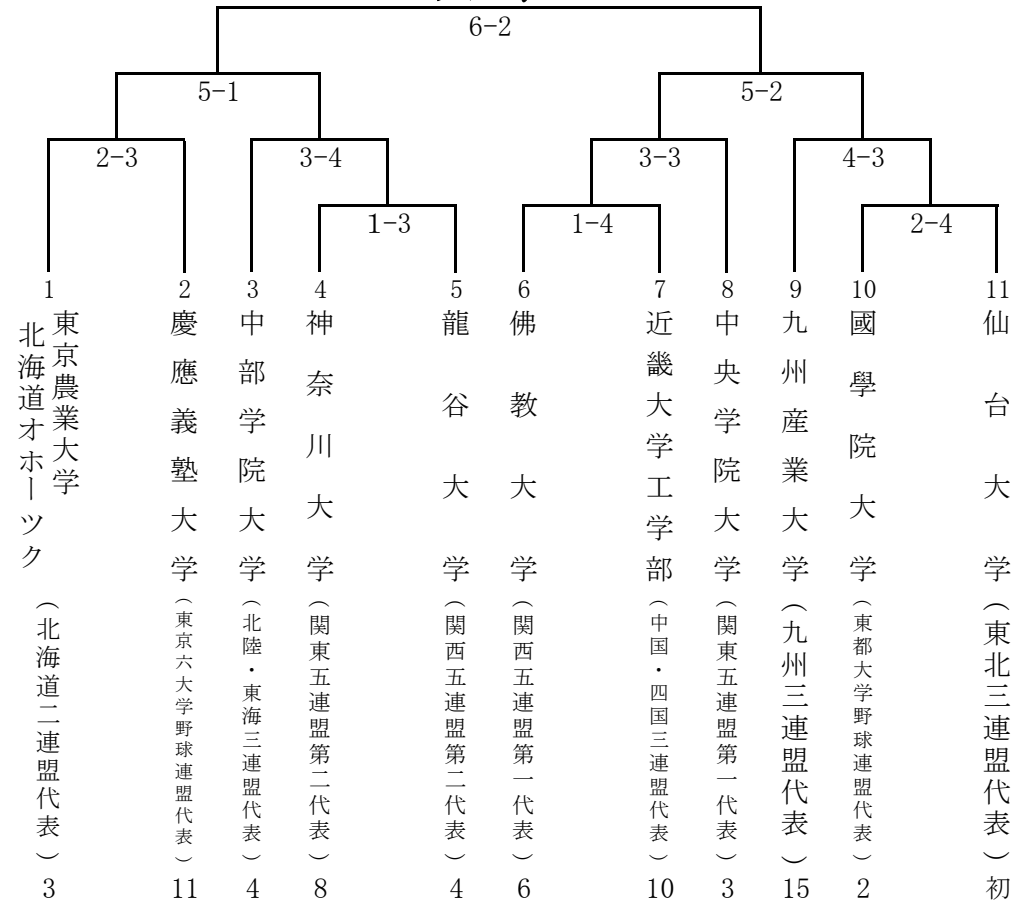 6-2
5-1
5-2
2-3
3-4
3-3
4-3
1-3
1-4
2-4
1
東京農業大学
北海道オホーツク
(北海道二連盟代表)
3
2
慶應義塾大学
(東京六大学野球連盟代表)
11
3
中部学院大学
(北陸・東海三連盟代表)
4
4
神奈川大学
(関東五連盟第二代表)
8
5
龍谷大学
(関西五連盟第二代表)
4
6
佛教大学
(関西五連盟第一代表)
6
7
近畿大学工学部
(中国・四国三連盟代表)
10
8
中央学院大学
(関東五連盟第一代表)
3
9
九州産業大学
(九州三連盟代表)
15
10
國學院大学
(東都大学野球連盟代表)
2
11
仙台大学
(東北三連盟代表)
初